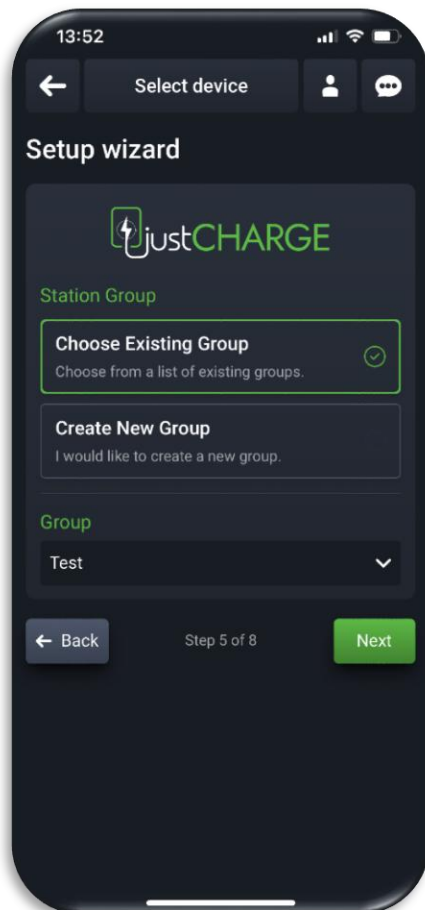 13:52
Select device
Setup wizard
justCHARGE
Station Group
Choose Existing Group
Choose from a list of existing groups.
Create New Group
I would like to create a new group.
Group
Test
Back
Step 5 of 8
Next